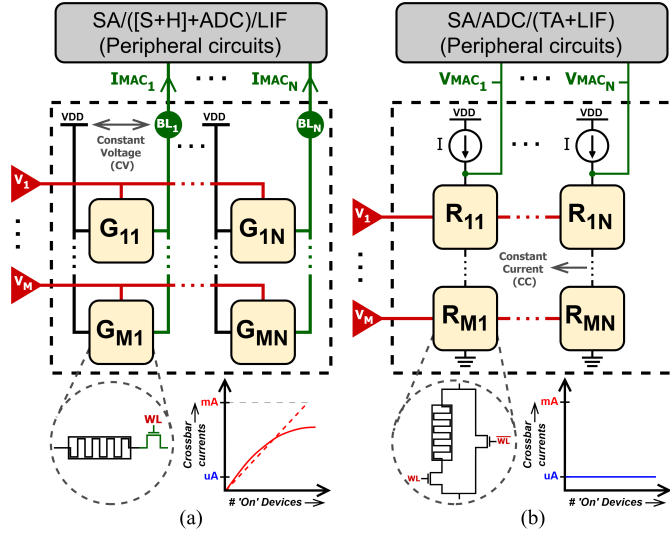 SA/([S+H]+ADC)/LIF
(Peripheral circuits)
IMAC1
IMACN
VDD
BL1
VDD
BLN
Constant
Voltage
(CV)
V1
G11
G1N
VM
GM1
GMN
WL
mA
Crossbar
currents
uA
# 'On' Devices
(a)
SA/ADC/(TA+LIF)
(Peripheral circuits)
VMAC1
VMACN
VDD
VDD
I
I
V1
R11
R1N
Constant
Current
(CC)
VM
RM1
RMN
WL
WL
mA
Crossbar
currents
uA
# 'On' Devices
(b)